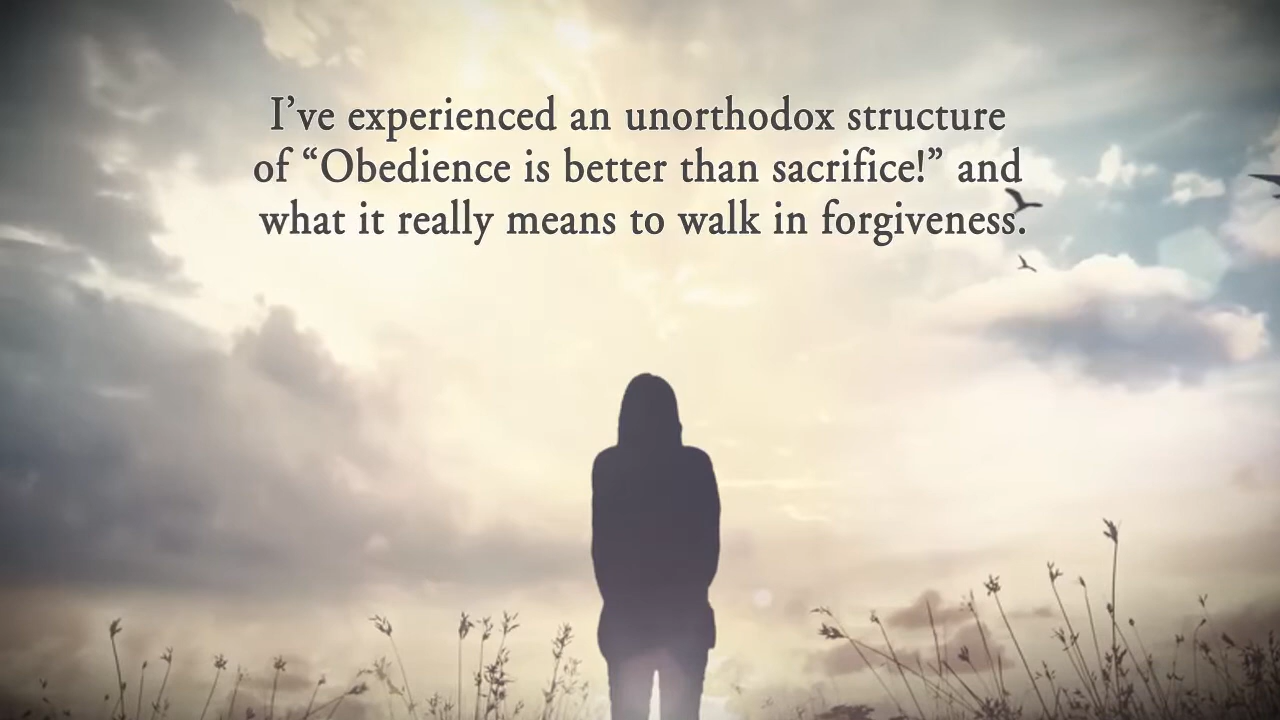 I’ve experienced an unorthodox structure
of “Obedience is better than sacrifice!” and
what it really means to walk in forgiveness.